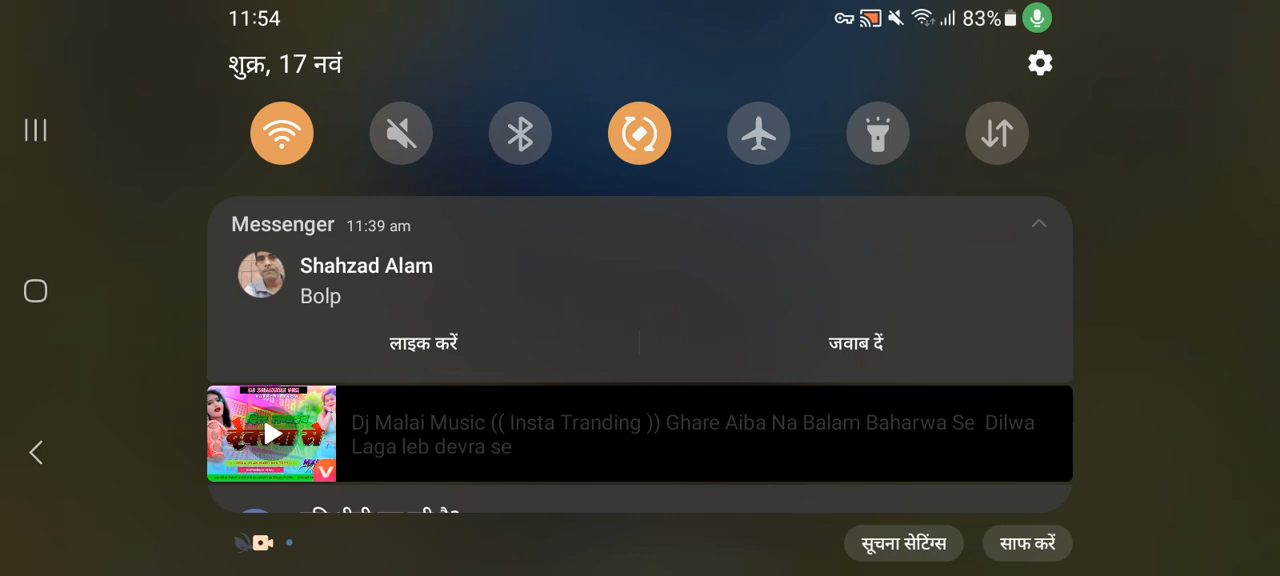 11:54
83%
शुक्र, 17 नवं
Messenger 11:39 am
Shahzad Alam
Bolp
लाइक करें
जवाब दें
देवरवा से
Dj Malai Music (( Insta Tranding )) Ghare Aiba Na Balam Baharwa Se Dilwa
Laga leb devra se
सूचना सेटिंग्स
साफ करें